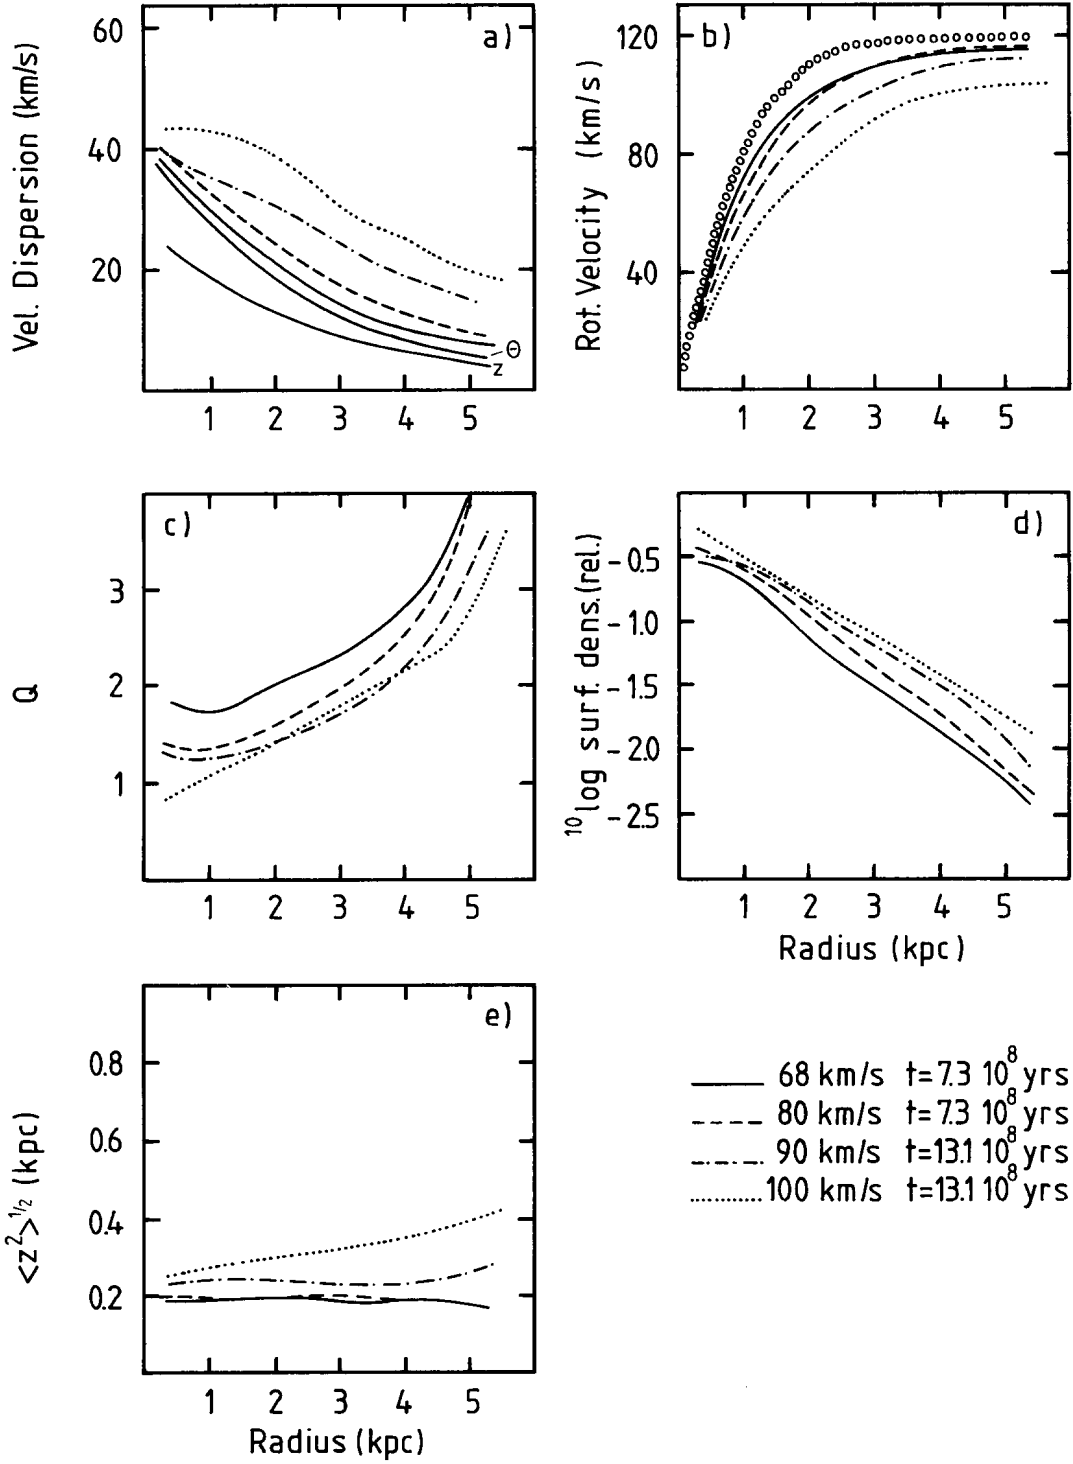 a)
Vel. Dispersion (km/s)
60
40
20
1 2 3 4 5
Θ
z
b)
Rot. Velocity (km/s)
120
80
40
1 2 3 4 5
c)
Q
3
2
1
1 2 3 4 5
d)
¹⁰log surf. dens.(rel.)
-0.5
-1.0
-1.5
-2.0
-2.5
1 2 3 4 5
Radius (kpc)
e)
<z²>^1/2 (kpc)
0.8
0.6
0.4
0.2
1 2 3 4 5
Radius (kpc)
68 km/s t=7.3 10⁸ yrs
80 km/s t=7.3 10⁸ yrs
90 km/s t=13.1 10⁸ yrs
100 km/s t=13.1 10⁸ yrs